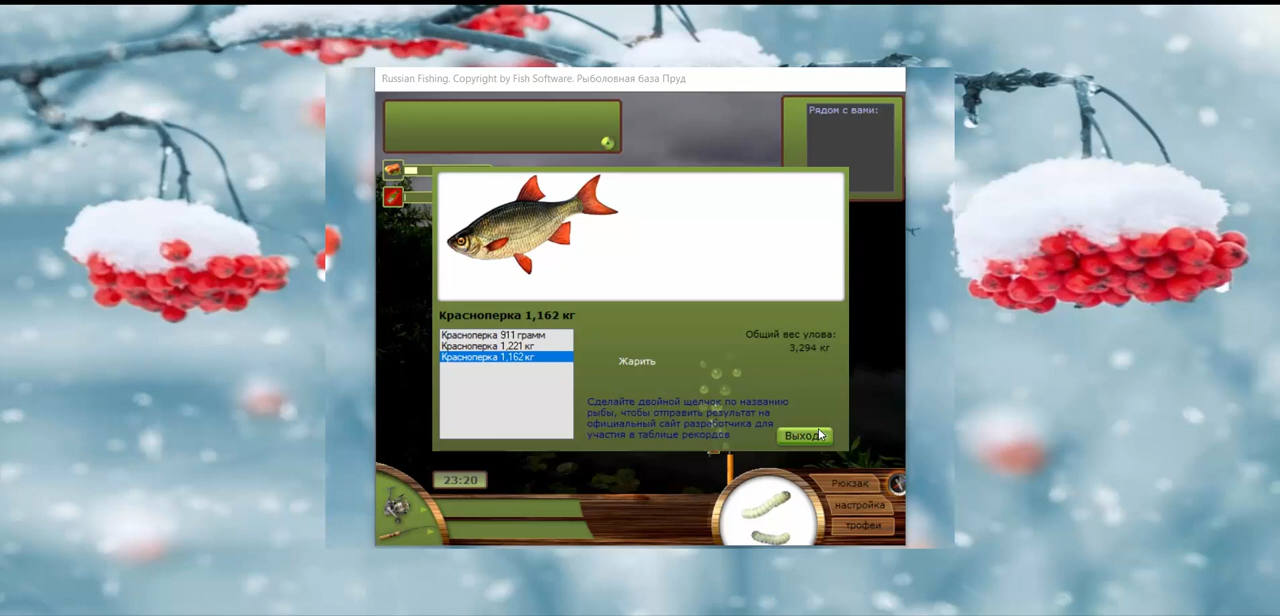 Russian Fishing. Copyright by Fish Software. Рыболовная база Пруд
Рядом с вами:
Красноперка 1,162 кг
Красноперка 911 грамм
Красноперка 1,221 кг
Красноперка 1,162 кг
Общий вес улова:
3,294 кг
Жарить
Сделайте двойной щелчок по названию
рыбы, чтобы отправить результат на
официальный сайт разработчика для
участия в таблице рекордов
Выход
23:20
Рюкзак
настройка
трофеи